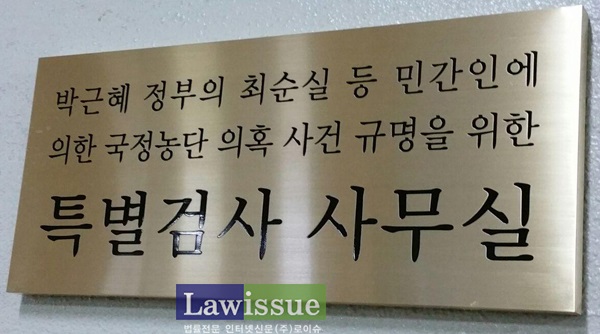 박근혜 정부의 최순실 등 민간인에
의한 국정농단 의혹 사건 규명을 위한
특별검사 사무실
Lawissue
법률전문 인터넷신문(주)로이슈